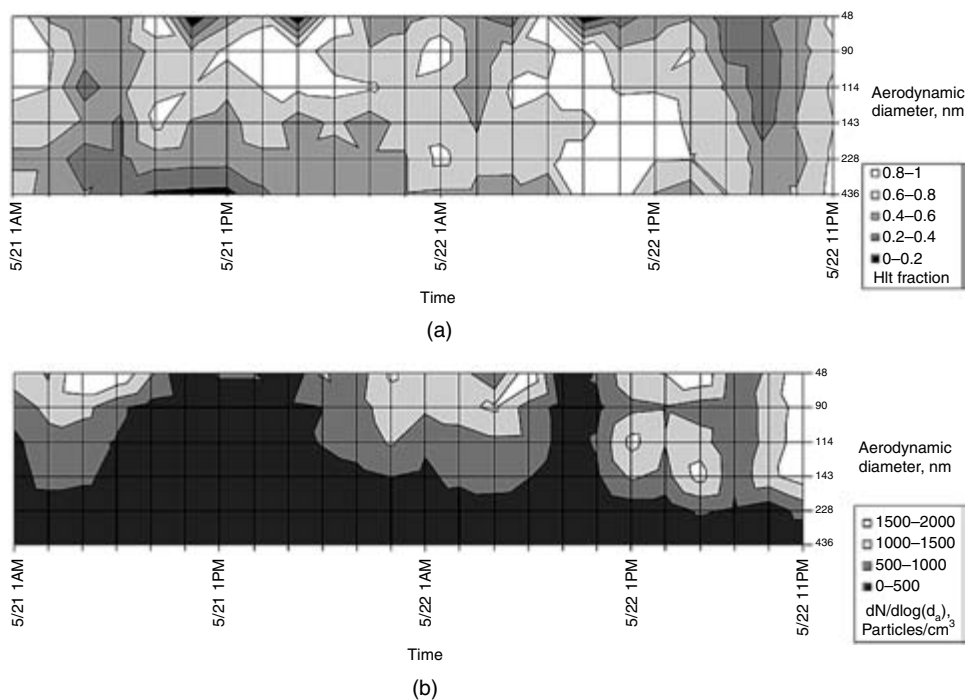 48
90
114
143
228
436
Aerodynamic
diameter, nm
0.8–1
0.6–0.8
0.4–0.6
0.2–0.4
0–0.2
Hlt fraction
5/21 1AM
5/21 1PM
5/22 1AM
5/22 1PM
5/22 11PM
Time
(a)
48
90
114
143
228
436
Aerodynamic
diameter, nm
1500–2000
1000–1500
500–1000
0–500
dN/dlog(dₐ),
Particles/cm³
5/21 1AM
5/21 1PM
5/22 1AM
5/22 1PM
5/22 11PM
Time
(b)